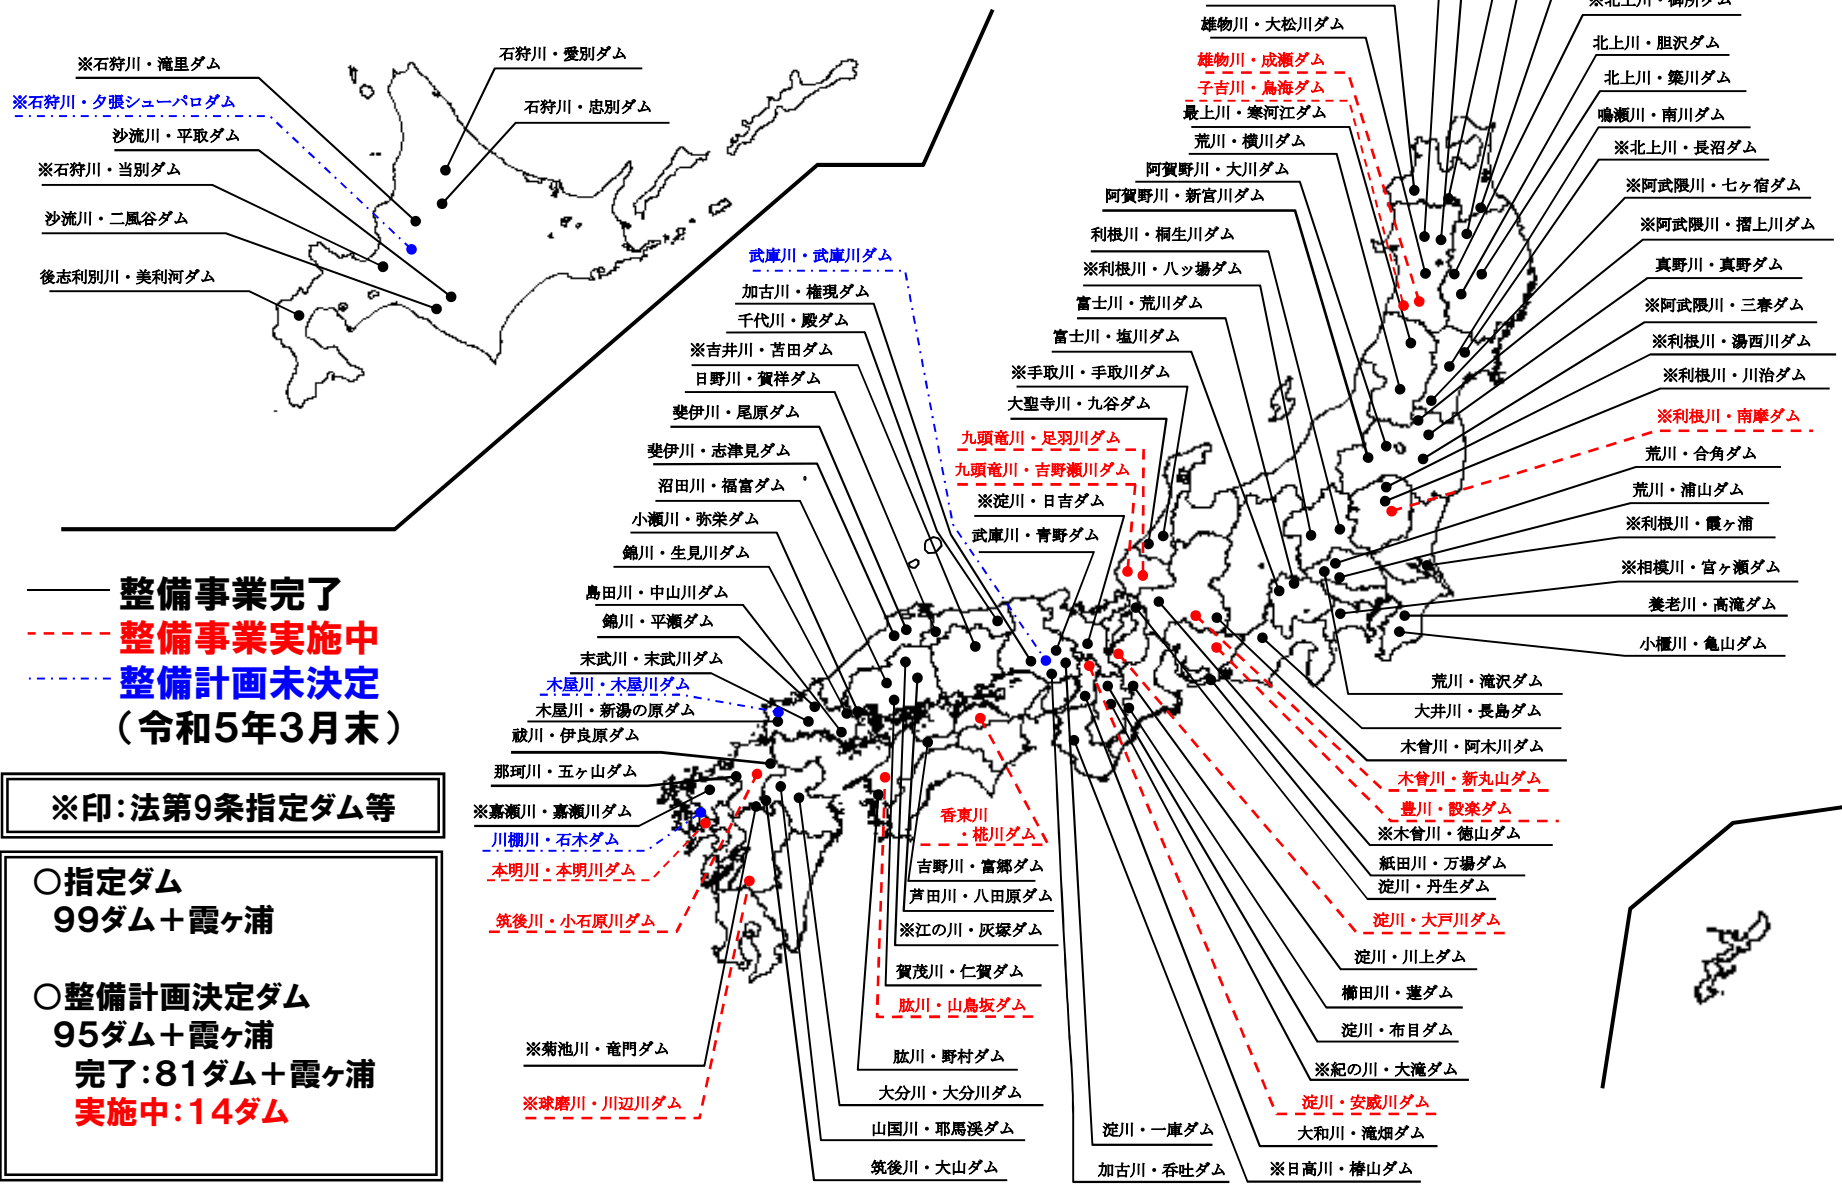 ※石狩川・滝里ダム
※石狩川・夕張シューパロダム
沙流川・平取ダム
※石狩川・当別ダム
沙流川・二風谷ダム
後志利別川・美利河ダム
石狩川・愛別ダム
石狩川・忠別ダム
雄物川・大松川ダム
雄物川・成瀬ダム
子吉川・鳥海ダム
最上川・寒河江ダム
荒川・横川ダム
阿賀野川・大川ダム
阿賀野川・新宮川ダム
利根川・桐生川ダム
※利根川・八ッ場ダム
富士川・荒川ダム
富士川・塩川ダム
※手取川・手取川ダム
大聖寺川・九谷ダム
九頭竜川・足羽川ダム
九頭竜川・吉野瀬川ダム
※淀川・日吉ダム
武庫川・青野ダム
※北上川・御所ダム
北上川・胆沢ダム
北上川・簗川ダム
鳴瀬川・南川ダム
※北上川・長沼ダム
※阿武隈川・七ヶ宿ダム
※阿武隈川・摺上川ダム
真野川・真野ダム
※阿武隈川・三春ダム
※利根川・湯西川ダム
※利根川・川治ダム
※利根川・南摩ダム
荒川・合角ダム
荒川・浦山ダム
※利根川・霞ヶ浦
※相模川・宮ヶ瀬ダム
養老川・高滝ダム
小櫃川・亀山ダム
荒川・滝沢ダム
大井川・長島ダム
木曾川・阿木川ダム
木曾川・新丸山ダム
豊川・設楽ダム
※木曾川・徳山ダム
紙田川・万場ダム
淀川・丹生ダム
淀川・大戸川ダム
淀川・川上ダム
櫛田川・蓮ダム
淀川・布目ダム
※紀の川・大滝ダム
淀川・安威川ダム
大和川・滝畑ダム
※日高川・椿山ダム
淀川・一庫ダム
加古川・呑吐ダム
武庫川・武庫川ダム
加古川・権現ダム
千代川・殿ダム
※吉井川・苫田ダム
日野川・賀祥ダム
斐伊川・尾原ダム
斐伊川・志津見ダム
沼田川・福富ダム
小瀬川・弥栄ダム
錦川・生見川ダム
島田川・中山川ダム
錦川・平瀬ダム
末武川・末武川ダム
木屋川・木屋川ダム
木屋川・新湯の原ダム
祓川・伊良原ダム
那珂川・五ヶ山ダム
※嘉瀬川・嘉瀬川ダム
川棚川・石木ダム
本明川・本明川ダム
筑後川・小石原川ダム
※菊池川・竜門ダム
※球磨川・川辺川ダム
香東川
・椛川ダム
吉野川・富郷ダム
芦田川・八田原ダム
※江の川・灰塚ダム
賀茂川・仁賀ダム
肱川・山鳥坂ダム
肱川・野村ダム
大分川・大分川ダム
山国川・耶馬渓ダム
筑後川・大山ダム
整備事業完了
整備事業実施中
整備計画未決定
（令和5年3月末）
※印：法第9条指定ダム等
○指定ダム
99ダム＋霞ヶ浦
○整備計画決定ダム
95ダム＋霞ヶ浦
完了：81ダム＋霞ヶ浦
実施中：14ダム